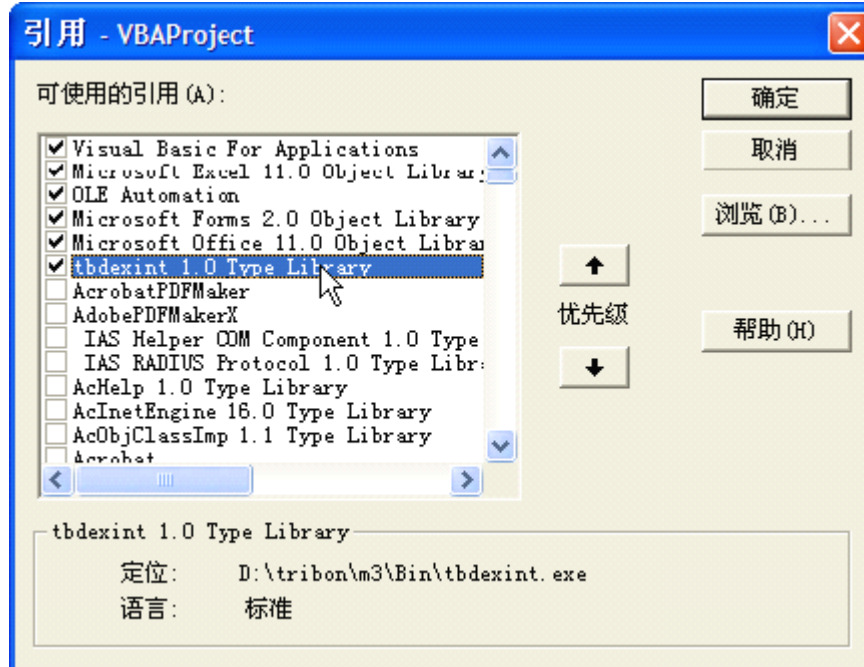 引用 - VBAProject
可使用的引用(A):
Visual Basic For Applications
Microsoft Excel 11.0 Object Library
OLE Automation
Microsoft Forms 2.0 Object Library
Microsoft Office 11.0 Object Librar
tbdexint 1.0 Type Library
AcrobatPDFMaker
AdobePDFMakerX
IAS Helper COM Component 1.0 Type
IAS RADIUS Protocol 1.0 Type Libr
AcHelp 1.0 Type Library
AcInetEngine 16.0 Type Library
AcObjClassImp 1.1 Type Library
Acrobat
确定
取消
浏览(B)...
优先级
帮助(H)
tbdexint 1.0 Type Library
定位: D:\tribon\m3\Bin\tbdexint.exe
语言: 标准